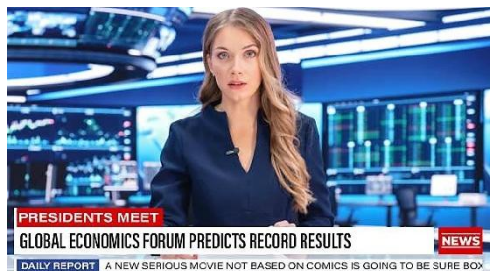 PRESIDENTS MEET
GLOBAL ECONOMICS FORUM PREDICTS RECORD RESULTS
NEWS
DAILY REPORT A NEW SERIOUS MOVIE NOT BASED ON COMICS IS GOING TO BE SURE BOX